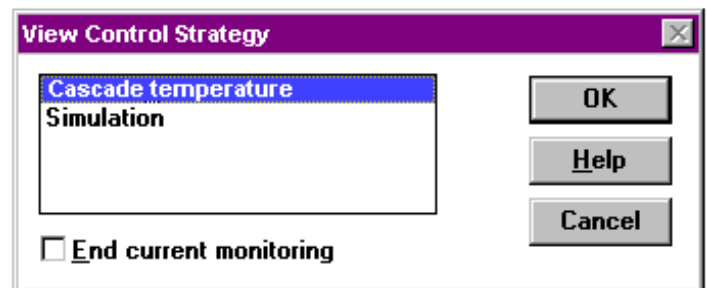 View Control Strategy
Cascade temperature
Simulation
OK
Help
Cancel
End current monitoring